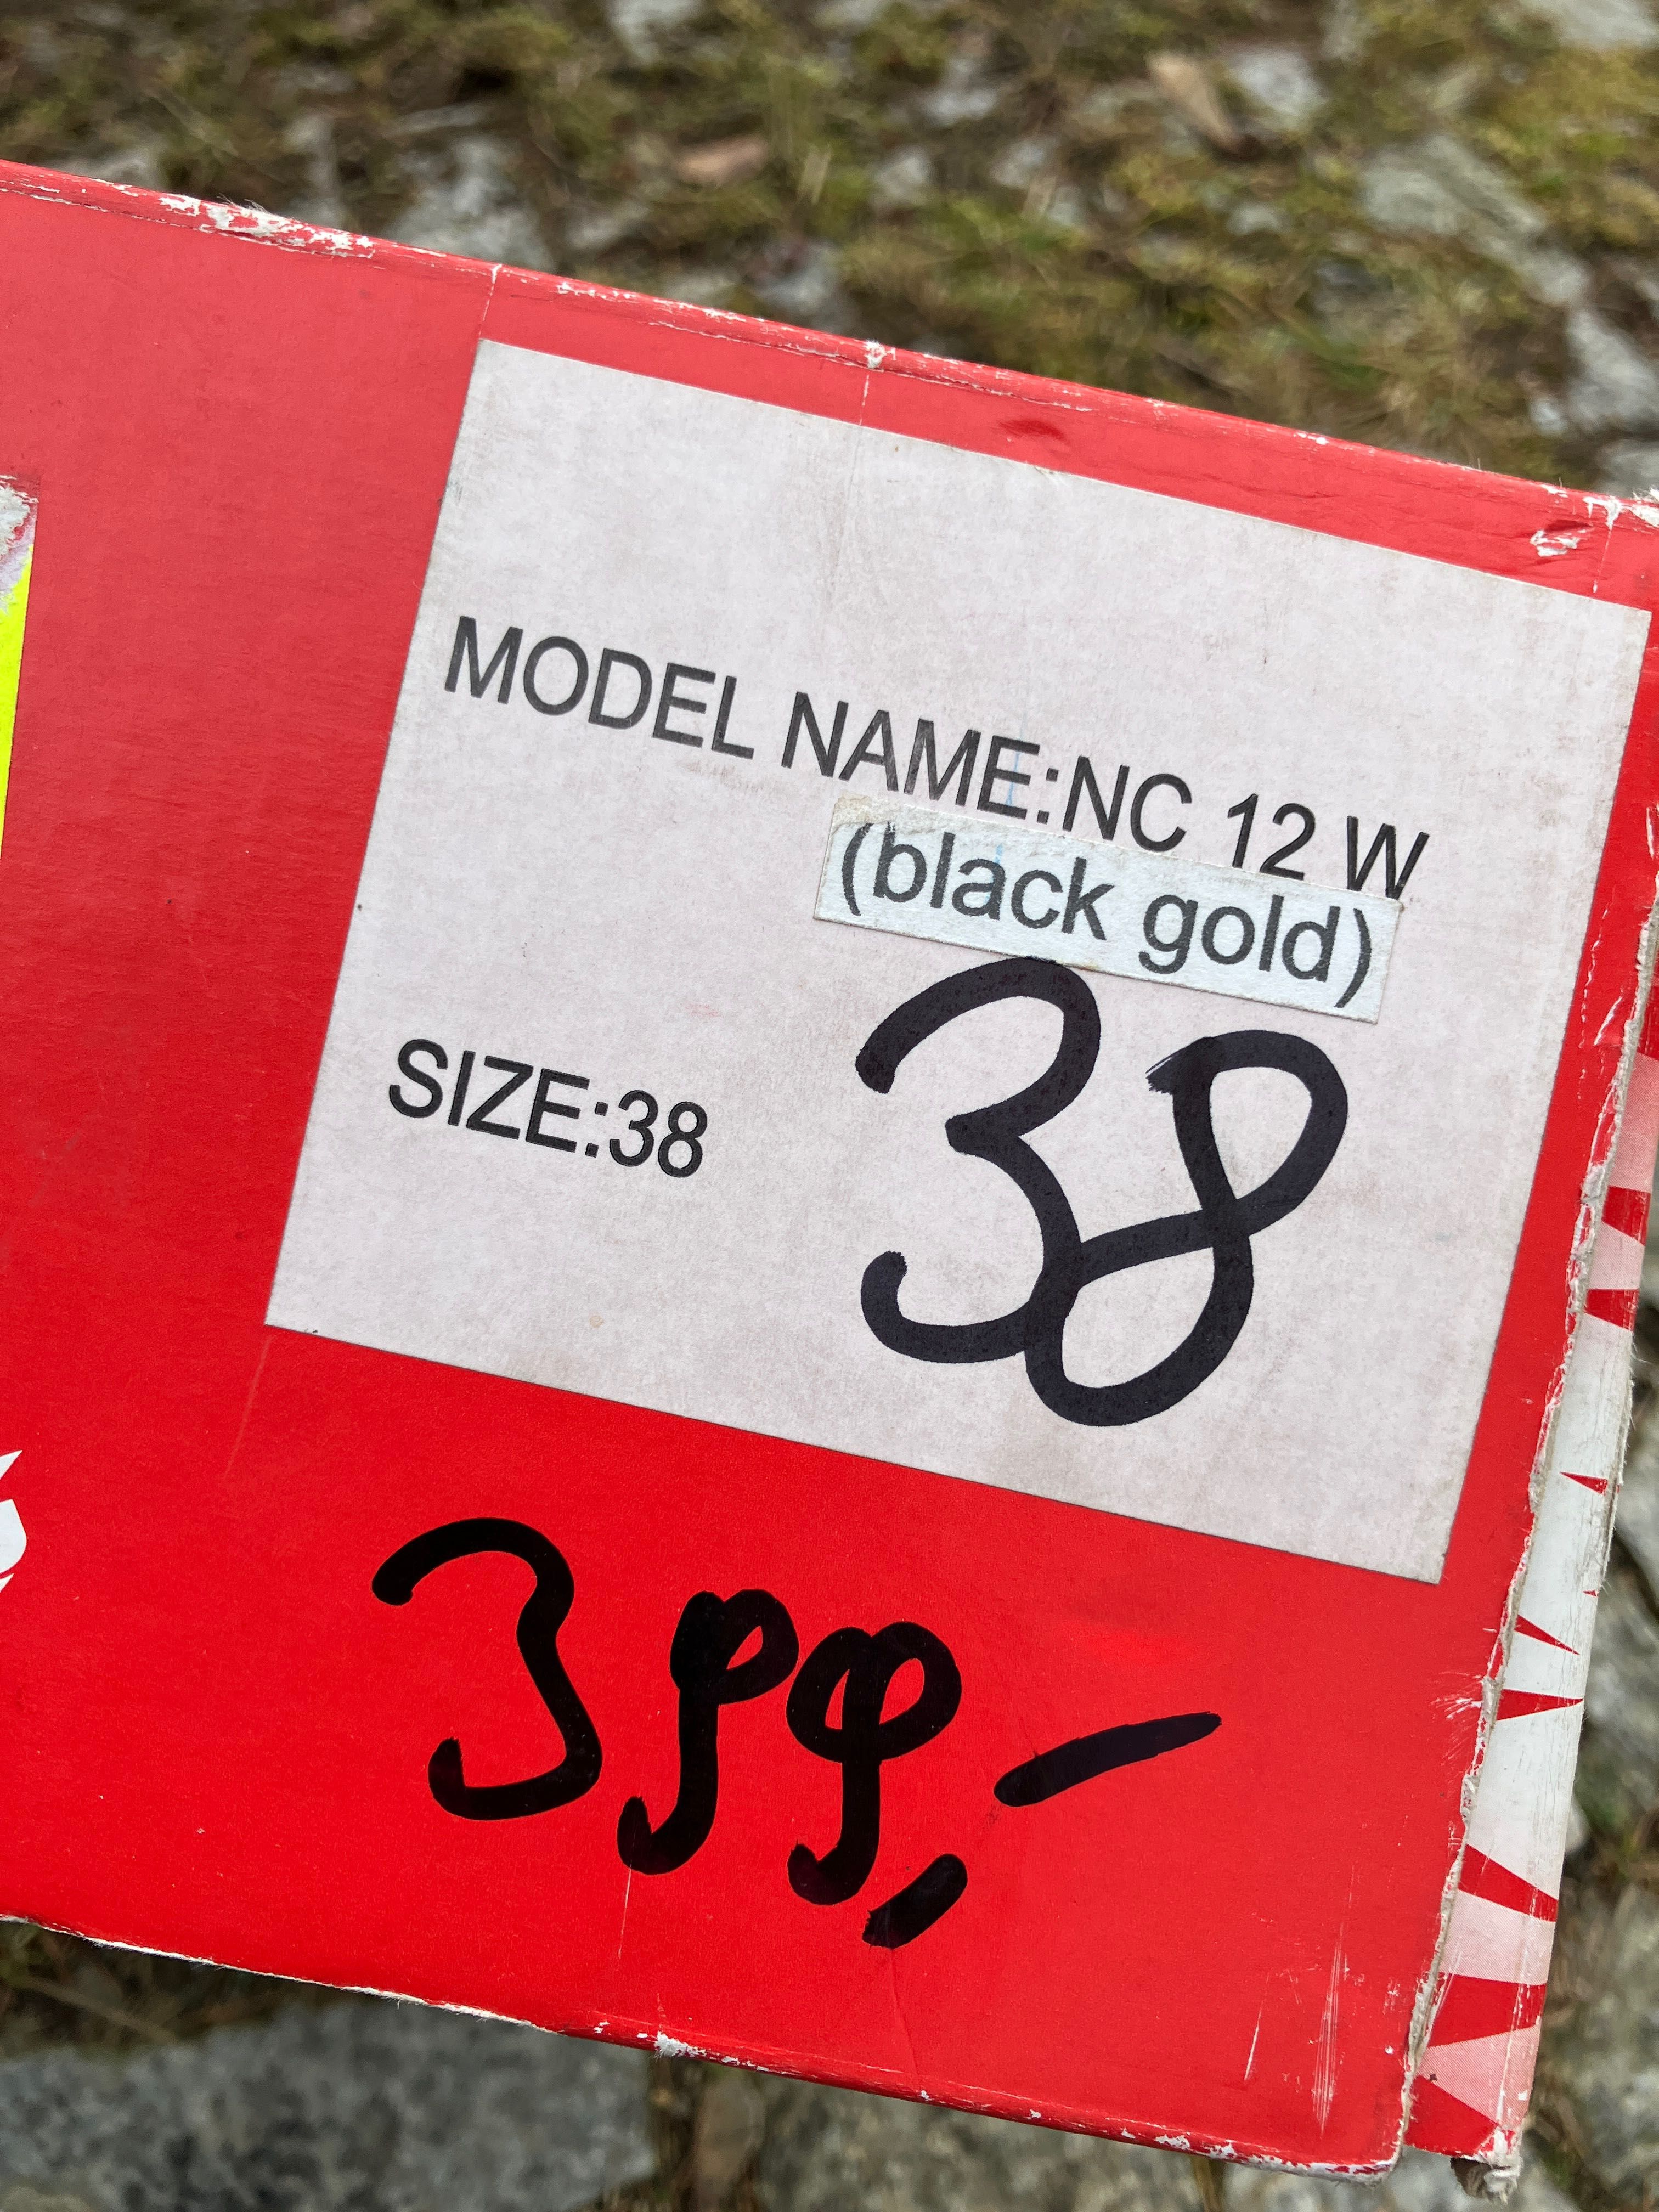 MODEL NAME:NC 12 W
(black gold)
SIZE:38
38
399,-